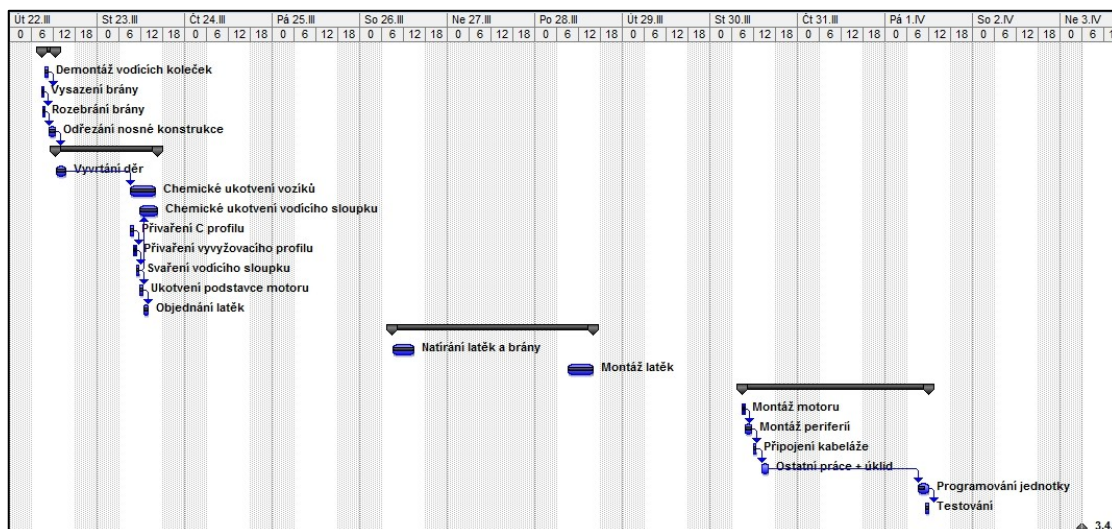 Út 22.III St 23.III Čt 24.III Pá 25.III So 26.III Ne 27.III Po 28.III Út 29.III St 30.III Čt 31.III Pá 1.IV So 2.IV Ne 3.IV
0 6 12 18 0 6 12 18 0 6 12 18 0 6 12 18 0 6 12 18 0 6 12 18 0 6 12 18 0 6 12 18 0 6 12 18 0 6 12 18 0 6 12 18 0 6 12 18 0 6 1
Demontáž vodících koleček
Vysazení brány
Rozebrání brány
Odřezání nosné konstrukce
Vyvrtání děr
Chemické ukotvení vozíků
Chemické ukotvení vodícího sloupku
Přivaření C profilu
Přivaření vyvyžovacího profilu
Svaření vodícího sloupku
Ukotvení podstavce motoru
Objednání latěk
Natírání latěk a brány
Montáž latěk
Montáž motoru
Montáž periferií
Připojení kabeláže
Ostatní práce + úklid
Programování jednotky
Testování
3.4.